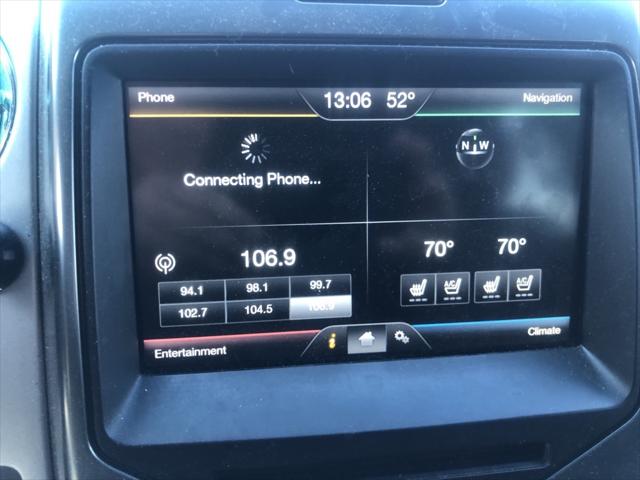 Phone 13:06 52° Navigation
Connecting Phone...
N W
106.9
70° 70°
94.1 98.1 99.7
102.7 104.5 106.9
A/C A/C
Entertainment i Climate